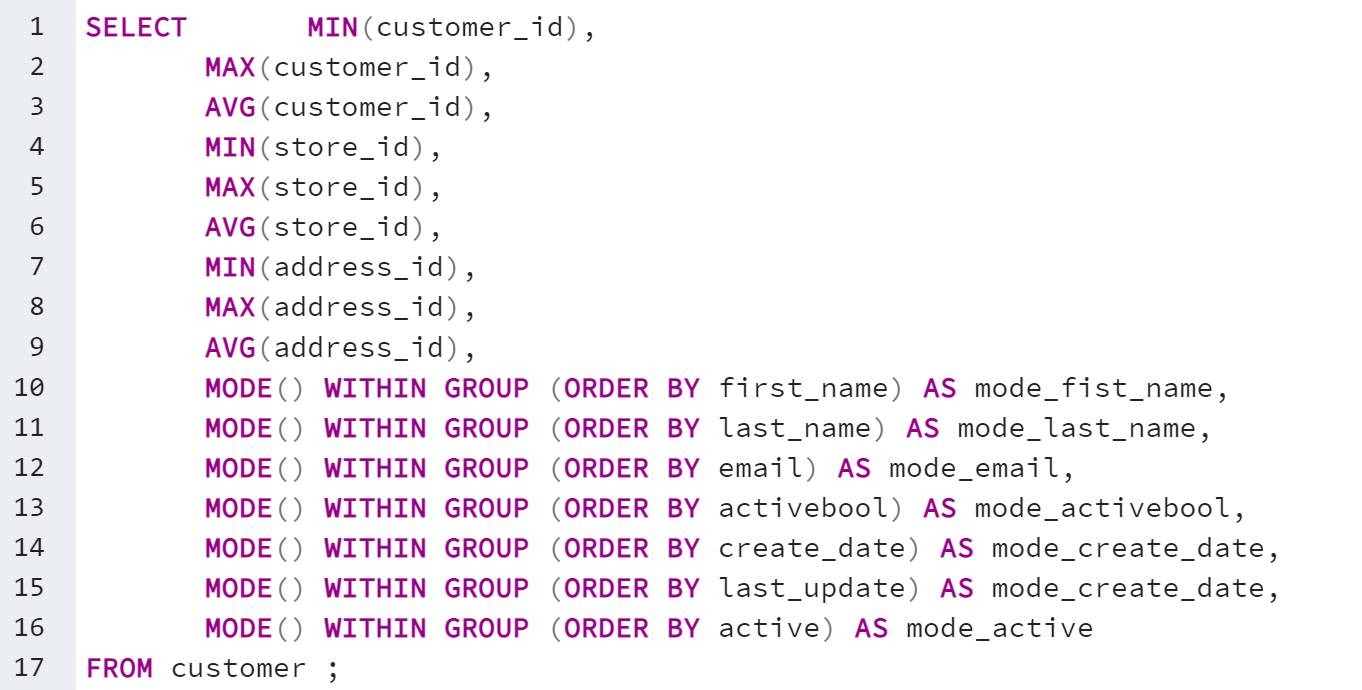 1 SELECT MIN(customer_id),
2 MAX(customer_id),
3 AVG(customer_id),
4 MIN(store_id),
5 MAX(store_id),
6 AVG(store_id),
7 MIN(address_id),
8 MAX(address_id),
9 AVG(address_id),
10 MODE() WITHIN GROUP (ORDER BY first_name) AS mode_fist_name,
11 MODE() WITHIN GROUP (ORDER BY last_name) AS mode_last_name,
12 MODE() WITHIN GROUP (ORDER BY email) AS mode_email,
13 MODE() WITHIN GROUP (ORDER BY activebool) AS mode_activebool,
14 MODE() WITHIN GROUP (ORDER BY create_date) AS mode_create_date,
15 MODE() WITHIN GROUP (ORDER BY last_update) AS mode_create_date,
16 MODE() WITHIN GROUP (ORDER BY active) AS mode_active
17 FROM customer ;